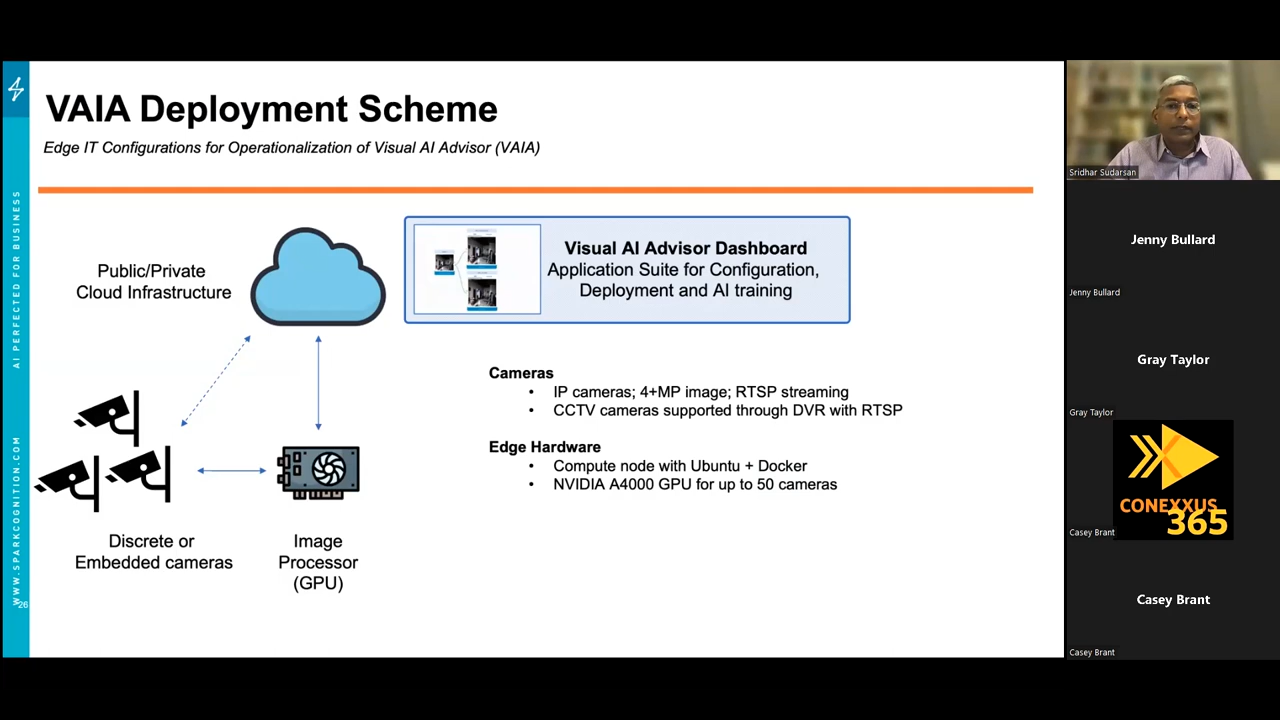 VAIA Deployment Scheme
Edge IT Configurations for Operationalization of Visual AI Advisor (VAIA)
AI PERFECTED FOR BUSINESS
WWW.SPARKCOGNITION.COM
26
Public/Private
Cloud Infrastructure
Visual AI Advisor Dashboard
Application Suite for Configuration,
Deployment and AI training
Cameras
• IP cameras; 4+MP image; RTSP streaming
• CCTV cameras supported through DVR with RTSP
Edge Hardware
• Compute node with Ubuntu + Docker
• NVIDIA A4000 GPU for up to 50 cameras
Discrete or
Embedded cameras
Image
Processor
(GPU)
Sridhar Sudarsan
Jenny Bullard
Jenny Bullard
Gray Taylor
Gray Taylor
CONEXXUS
365
Casey Brant
Casey Brant
Casey Brant